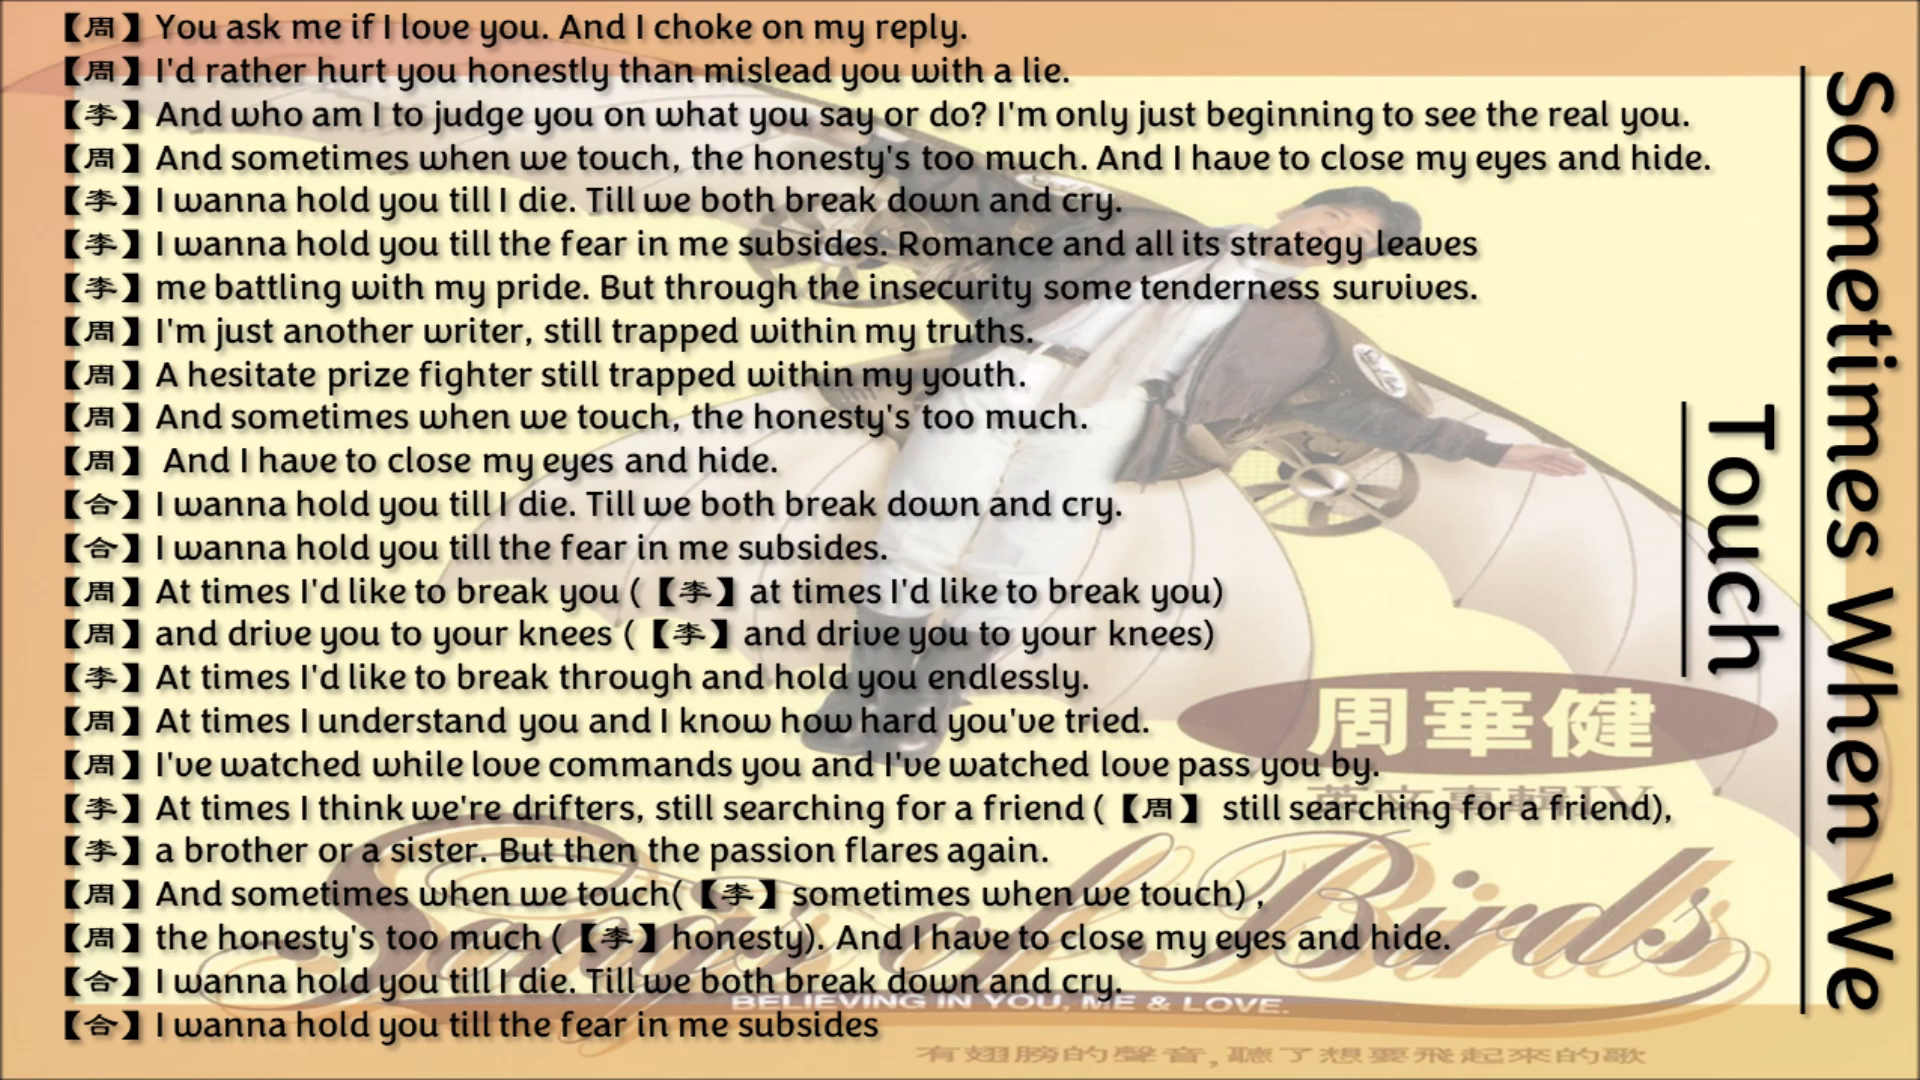 【周】You ask me if I love you. And I choke on my reply.
【周】I'd rather hurt you honestly than mislead you with a lie.
【李】And who am I to judge you on what you say or do? I'm only just beginning to see the real you.
【周】And sometimes when we touch, the honesty's too much. And I have to close my eyes and hide.
【李】I wanna hold you till I die. Till we both break down and cry.
【李】I wanna hold you till the fear in me subsides. Romance and all its strategy leaves
【李】me battling with my pride. But through the insecurity some tenderness survives.
【周】I'm just another writer, still trapped within my truths.
【周】A hesitate prize fighter still trapped within my youth.
【周】And sometimes when we touch, the honesty's too much.
【周】 And I have to close my eyes and hide.
【合】I wanna hold you till I die. Till we both break down and cry.
【合】I wanna hold you till the fear in me subsides.
【周】At times I'd like to break you (【李】at times I'd like to break you)
【周】and drive you to your knees (【李】and drive you to your knees)
【李】At times I'd like to break through and hold you endlessly.
【周】At times I understand you and I know how hard you've tried.
【周】I've watched while love commands you and I've watched love pass you by.
【李】At times I think we're drifters, still searching for a friend (【周】 still searching for a friend),
【李】a brother or a sister. But then the passion flares again.
【周】And sometimes when we touch(【李】sometimes when we touch),
【周】the honesty's too much (【李】honesty). And I have to close my eyes and hide.
【合】I wanna hold you till I die. Till we both break down and cry.
【合】I wanna hold you till the fear in me subsides
Sometimes When We
Touch
周華健
英文專輯IV
Songs of Birds
BELIEVING IN YOU, ME & LOVE.
有翅膀的聲音,聽了想要飛起來的歌